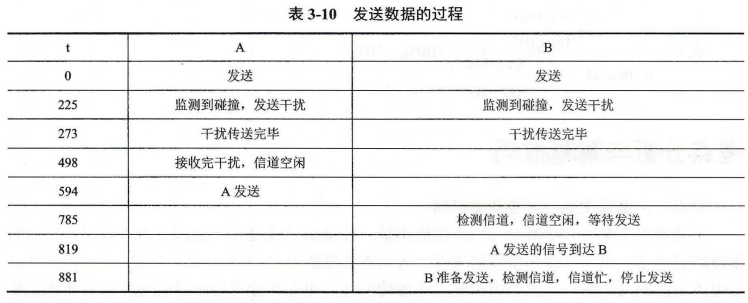 表 3-10 发送数据的过程
t A B
0 发送 发送
225 监测到碰撞，发送干扰 监测到碰撞，发送干扰
273 干扰传送完毕 干扰传送完毕
498 接收完干扰，信道空闲
594 A 发送
785 检测信道，信道空闲，等待发送
819 A 发送的信号到达 B
881 B 准备发送，检测信道，信道忙，停止发送